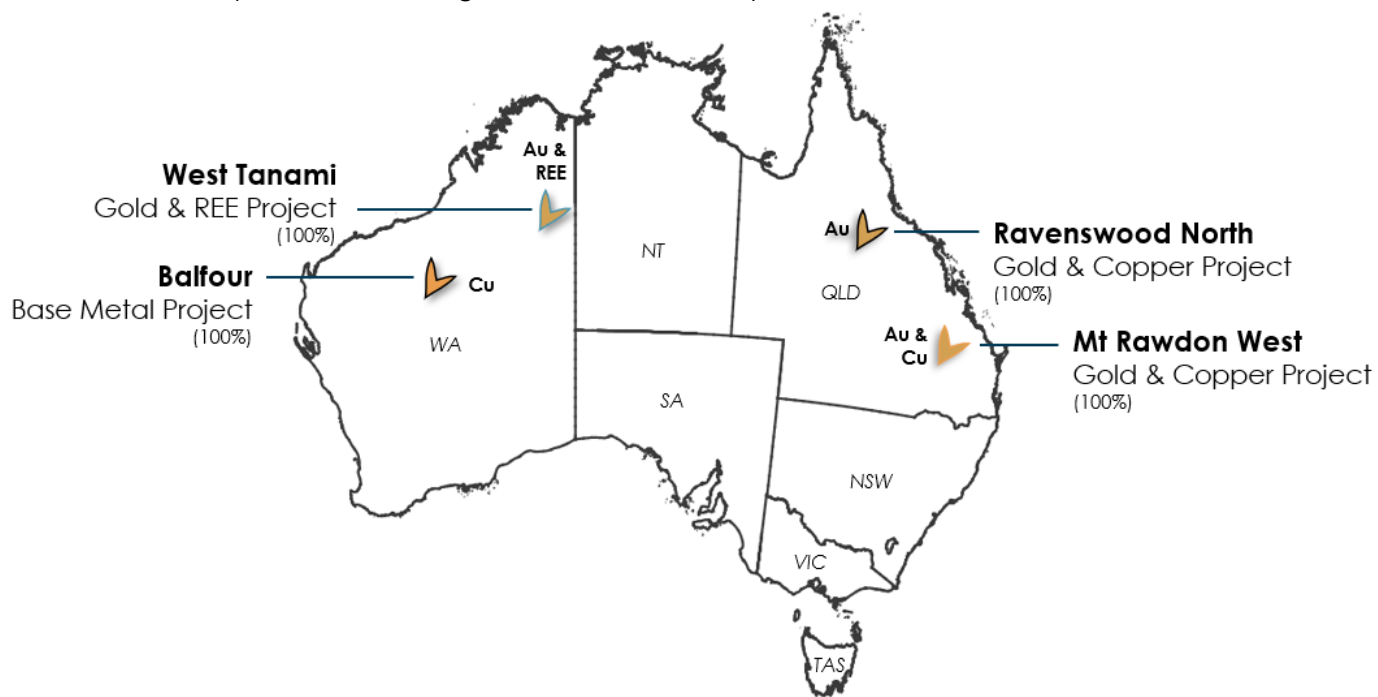 Au &
REE
West Tanami
Gold & REE Project
(100%)
Balfour
Base Metal Project
(100%)
Cu
WA
NT
SA
Au
QLD
Ravenswood North
Gold & Copper Project
(100%)
Au &
Cu
Mt Rawdon West
Gold & Copper Project
(100%)
NSW
VIC
TAS